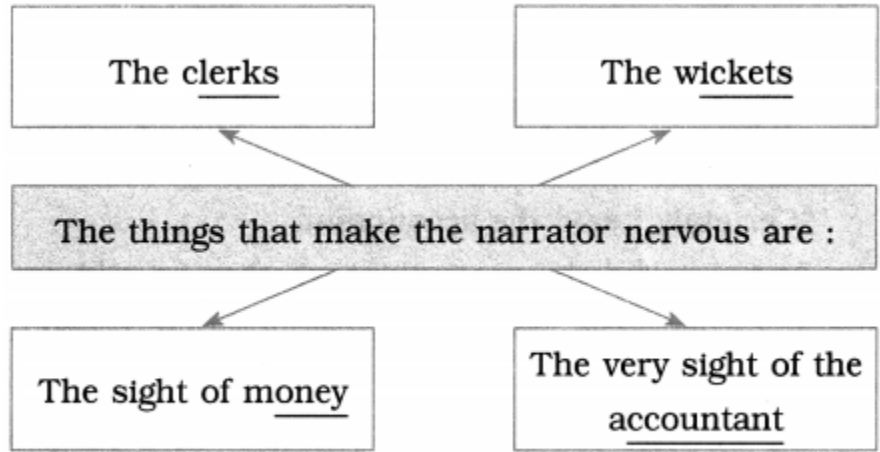 The clerks
The wickets
The things that make the narrator nervous are :
The sight of money
The very sight of the
accountant